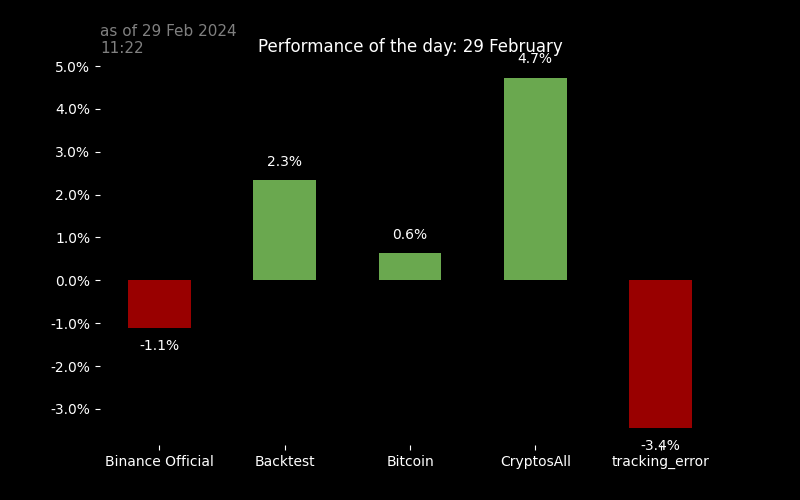 as of 29 Feb 2024
11:22
Performance of the day: 29 February
5.0%
4.7%
4.0%
3.0%
2.3%
2.0%
1.0%
0.6%
0.0%
-1.0%
-1.1%
-2.0%
-3.0%
-3.4%
Binance Official
Backtest
Bitcoin
CryptosAll
tracking_error